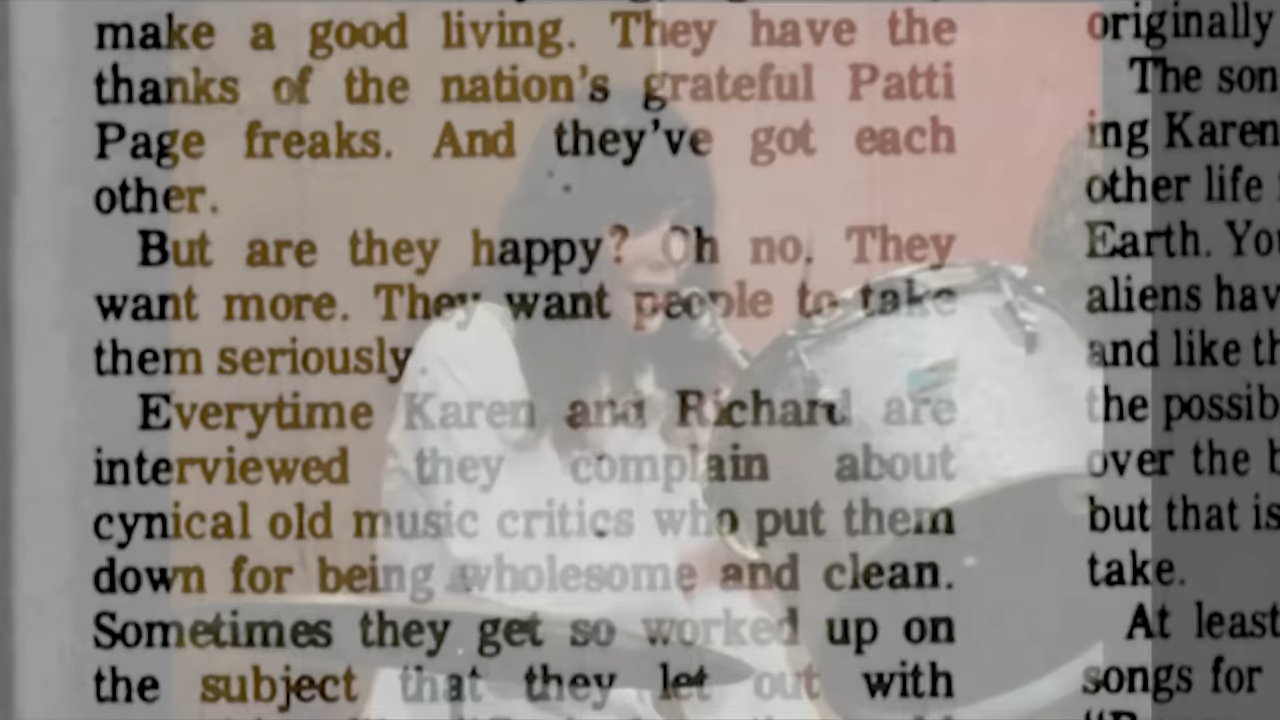 make a good living. They have the
thanks of the nation's grateful Patti
Page freaks. And they've got each
other.
But are they happy? Oh no. They
want more. They want people to take
them seriously.
Everytime Karen and Richard are
interviewed they complain about
cynical old music critics who put them
down for being wholesome and clean.
Sometimes they get so worked up on
the subject that they let out with
originally
The son
ing Karen
other life
Earth. You
aliens hav
and like th
the possib
over the b
but that is
take.
At least
songs for